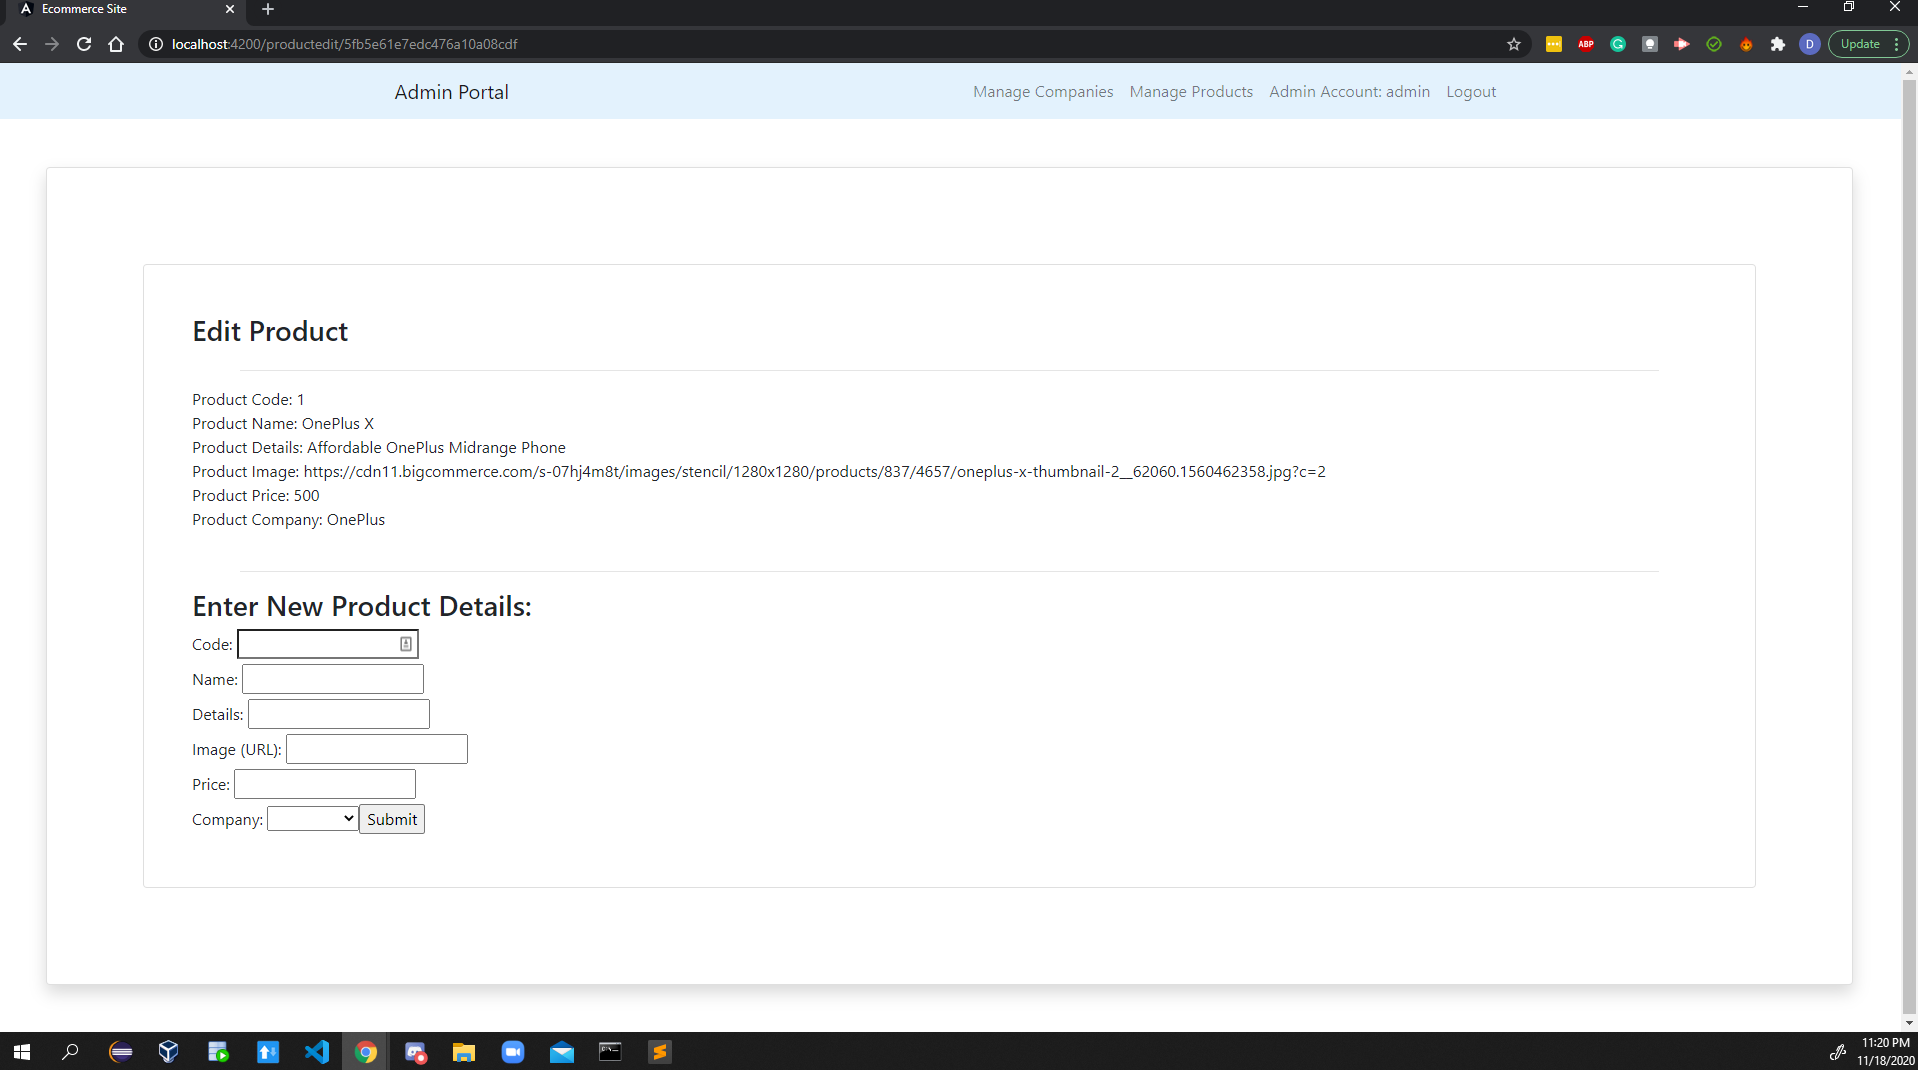 Ecommerce Site
localhost:4200/productedit/5fb5e61e7edc476a10a08cdf
ABP
D
Update
Admin Portal
Manage Companies
Manage Products
Admin Account: admin
Logout
Edit Product
Product Code: 1
Product Name: OnePlus X
Product Details: Affordable OnePlus Midrange Phone
Product Image: https://cdn11.bigcommerce.com/s-07hj4m8t/images/stencil/1280x1280/products/837/4657/oneplus-x-thumbnail-2__62060.1560462358.jpg?c=2
Product Price: 500
Product Company: OnePlus
Enter New Product Details:
Code:
Name:
Details:
Image (URL):
Price:
Company:
Submit
11:20 PM
11/18/2020